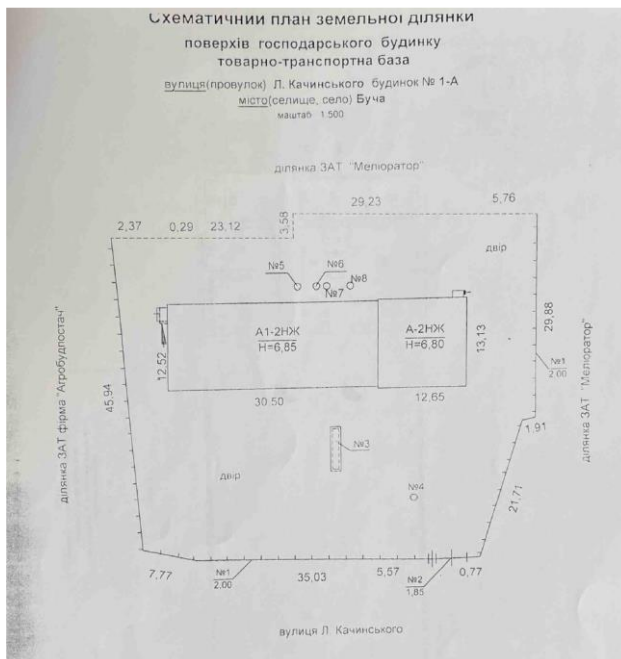 Схематичний план земельної ділянки
поверхів господарського будинку
товарно-транспортна база
вулиця(провулок) Л. Качинського будинок № 1-А
місто(селище, село) Буча
маштаб 1:500
ділянка ЗАТ "Меліоратор"
29,23
5,76
2,37
0,29
23,12
3,58
двір
№5
№6
№7
№8
А1-2НЖ
Н=6,85
А-2НЖ
Н=6,80
12,52
13,13
29,88
№1
2,00
30,50
12,65
ділянка ЗАТ фірма "Агробудпостач"
45,94
ділянка ЗАТ "Меліоратор"
1,91
№3
двір
№4
21,71
7,77
№1
2,00
35,03
5,57
№2
1,85
0,77
вулиця Л. Качинського